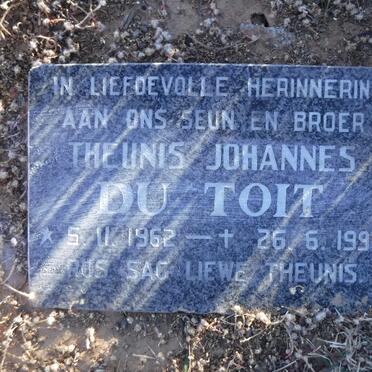 IN LIEFDEVOLLE HERINNERIN
AAN ONS SEUN EN BROER
THEUNIS JOHANNES
DU TOIT
★ 5.11.1962 — † 26.6.199
RUS SAG LIEWE THEUNIS.